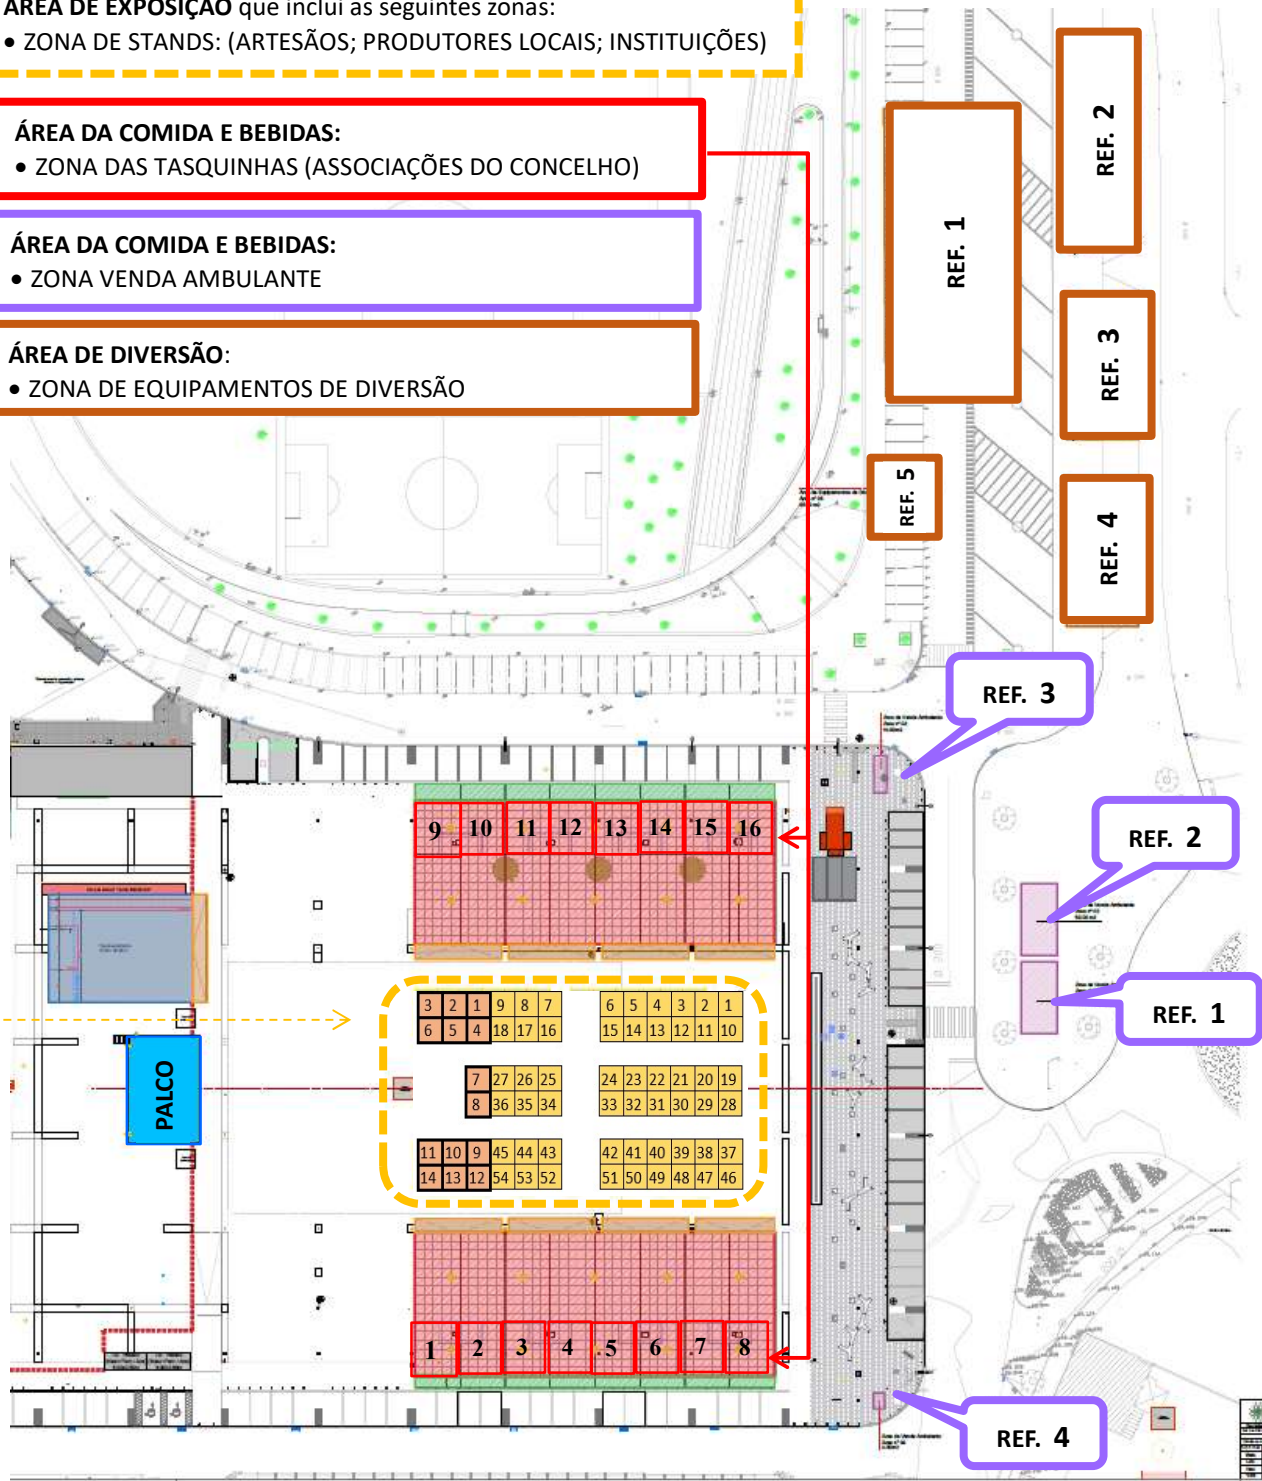 ÁREA DE EXPOSIÇÃO que inclui as seguintes zonas:
• ZONA DE STANDS: (ARTESÃOS; PRODUTORES LOCAIS; INSTITUIÇÕES)
ÁREA DA COMIDA E BEBIDAS:
• ZONA DAS TASQUINHAS (ASSOCIAÇÕES DO CONCELHO)
ÁREA DA COMIDA E BEBIDAS:
• ZONA VENDA AMBULANTE
ÁREA DE DIVERSÃO:
• ZONA DE EQUIPAMENTOS DE DIVERSÃO
REF. 1
REF. 2
REF. 3
REF. 4
REF. 5
REF. 3
REF. 2
REF. 1
REF. 4
PALCO
9 10 11 12 13 14 15 16
3 2 1 9 8 7 6 5 4 3 2 1
6 5 4 18 17 16 15 14 13 12 11 10
7 27 26 25 24 23 22 21 20 19
8 36 35 34 33 32 31 30 29 28
11 10 9 45 44 43 42 41 40 39 38 37
14 13 12 54 53 52 51 50 49 48 47 46
1 2 3 4 5 6 7 8